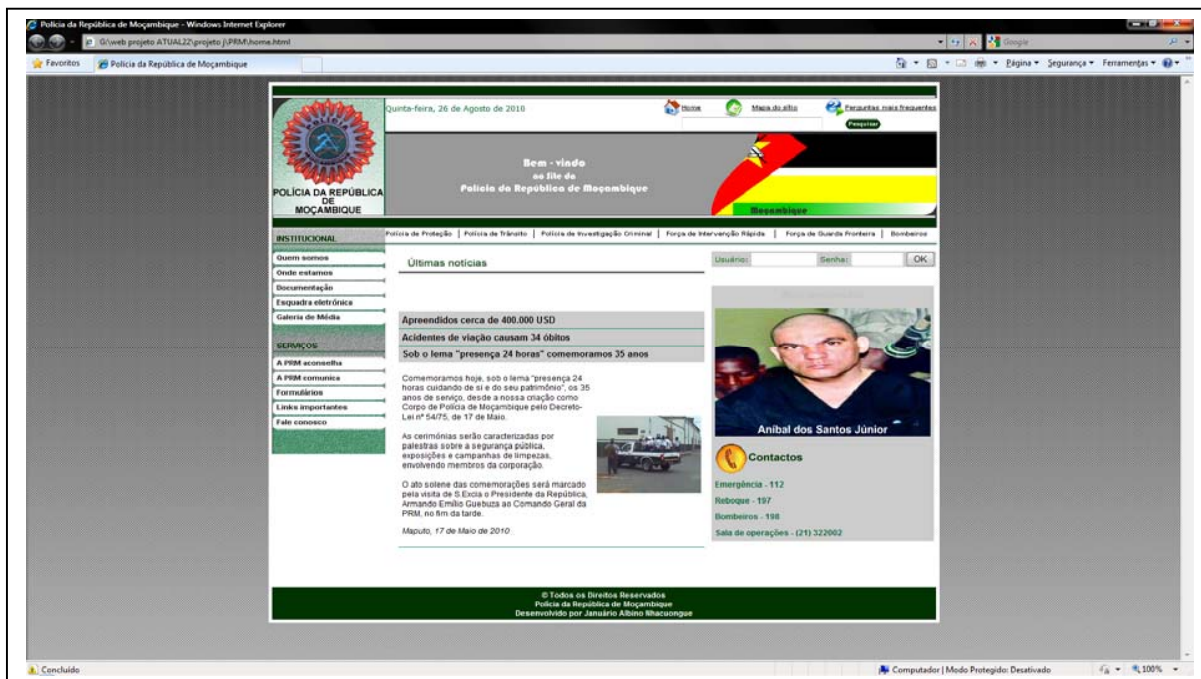 Polícia da República de Moçambique - Windows Internet Explorer
G:\web projeto ATUAL22\projeto j\PRM\home.html
Google
Favoritos
Polícia da República de Moçambique
Página
Segurança
Ferramentas
Quinta-feira, 26 de Agosto de 2010
Home
Mapa do sítio
Perguntas mais frequentes
Pesquisar
POLÍCIA DA REPÚBLICA
DE
MOÇAMBIQUE
Bem - vindo
ao Site da
Polícia da República de Moçambique
Moçambique
Polícia de Proteção | Polícia de Trânsito | Polícia de Investigação Criminal | Força de Intervenção Rápida | Força de Guarda Fronteira | Bombeiros
INSTITUCIONAL
Quem somos
Onde estamos
Documentação
Esquadra eletrónica
Galeria de Média
SERVIÇOS
A PRM aconselha
A PRM comunica
Formulários
Links importantes
Fale conosco
Últimas notícias
Apreendidos cerca de 400.000 USD
Acidentes de viação causam 34 óbitos
Sob o lema "presença 24 horas" comemoramos 35 anos
Comemoramos hoje, sob o lema "presença 24
horas cuidando de si e do seu patrimônio", os 35
anos de serviço, desde a nossa criação como
Corpo de Polícia de Moçambique pelo Decreto-
Lei nº 54/75, de 17 de Maio.
As cerimónias serão caracterizadas por
palestras sobre a segurança pública,
exposições e campanhas de limpezas,
envolvendo membros da corporação.
O ato solene das comemorações será marcado
pela visita de S.Excia o Presidente da República,
Armando Emílio Guebuza ao Comando Geral da
PRM, no fim da tarde.
Maputo, 17 de Maio de 2010
Usuário:
Senha:
OK
Aníbal dos Santos Júnior
Contactos
Emergência - 112
Reboque - 197
Bombeiros - 198
Sala de operações - (21) 322002
© Todos os Direitos Reservados
Polícia da República de Moçambique
Desenvolvido por Januário Albino Nhacuongue
Concluído
Computador | Modo Protegido: Desativado
100%